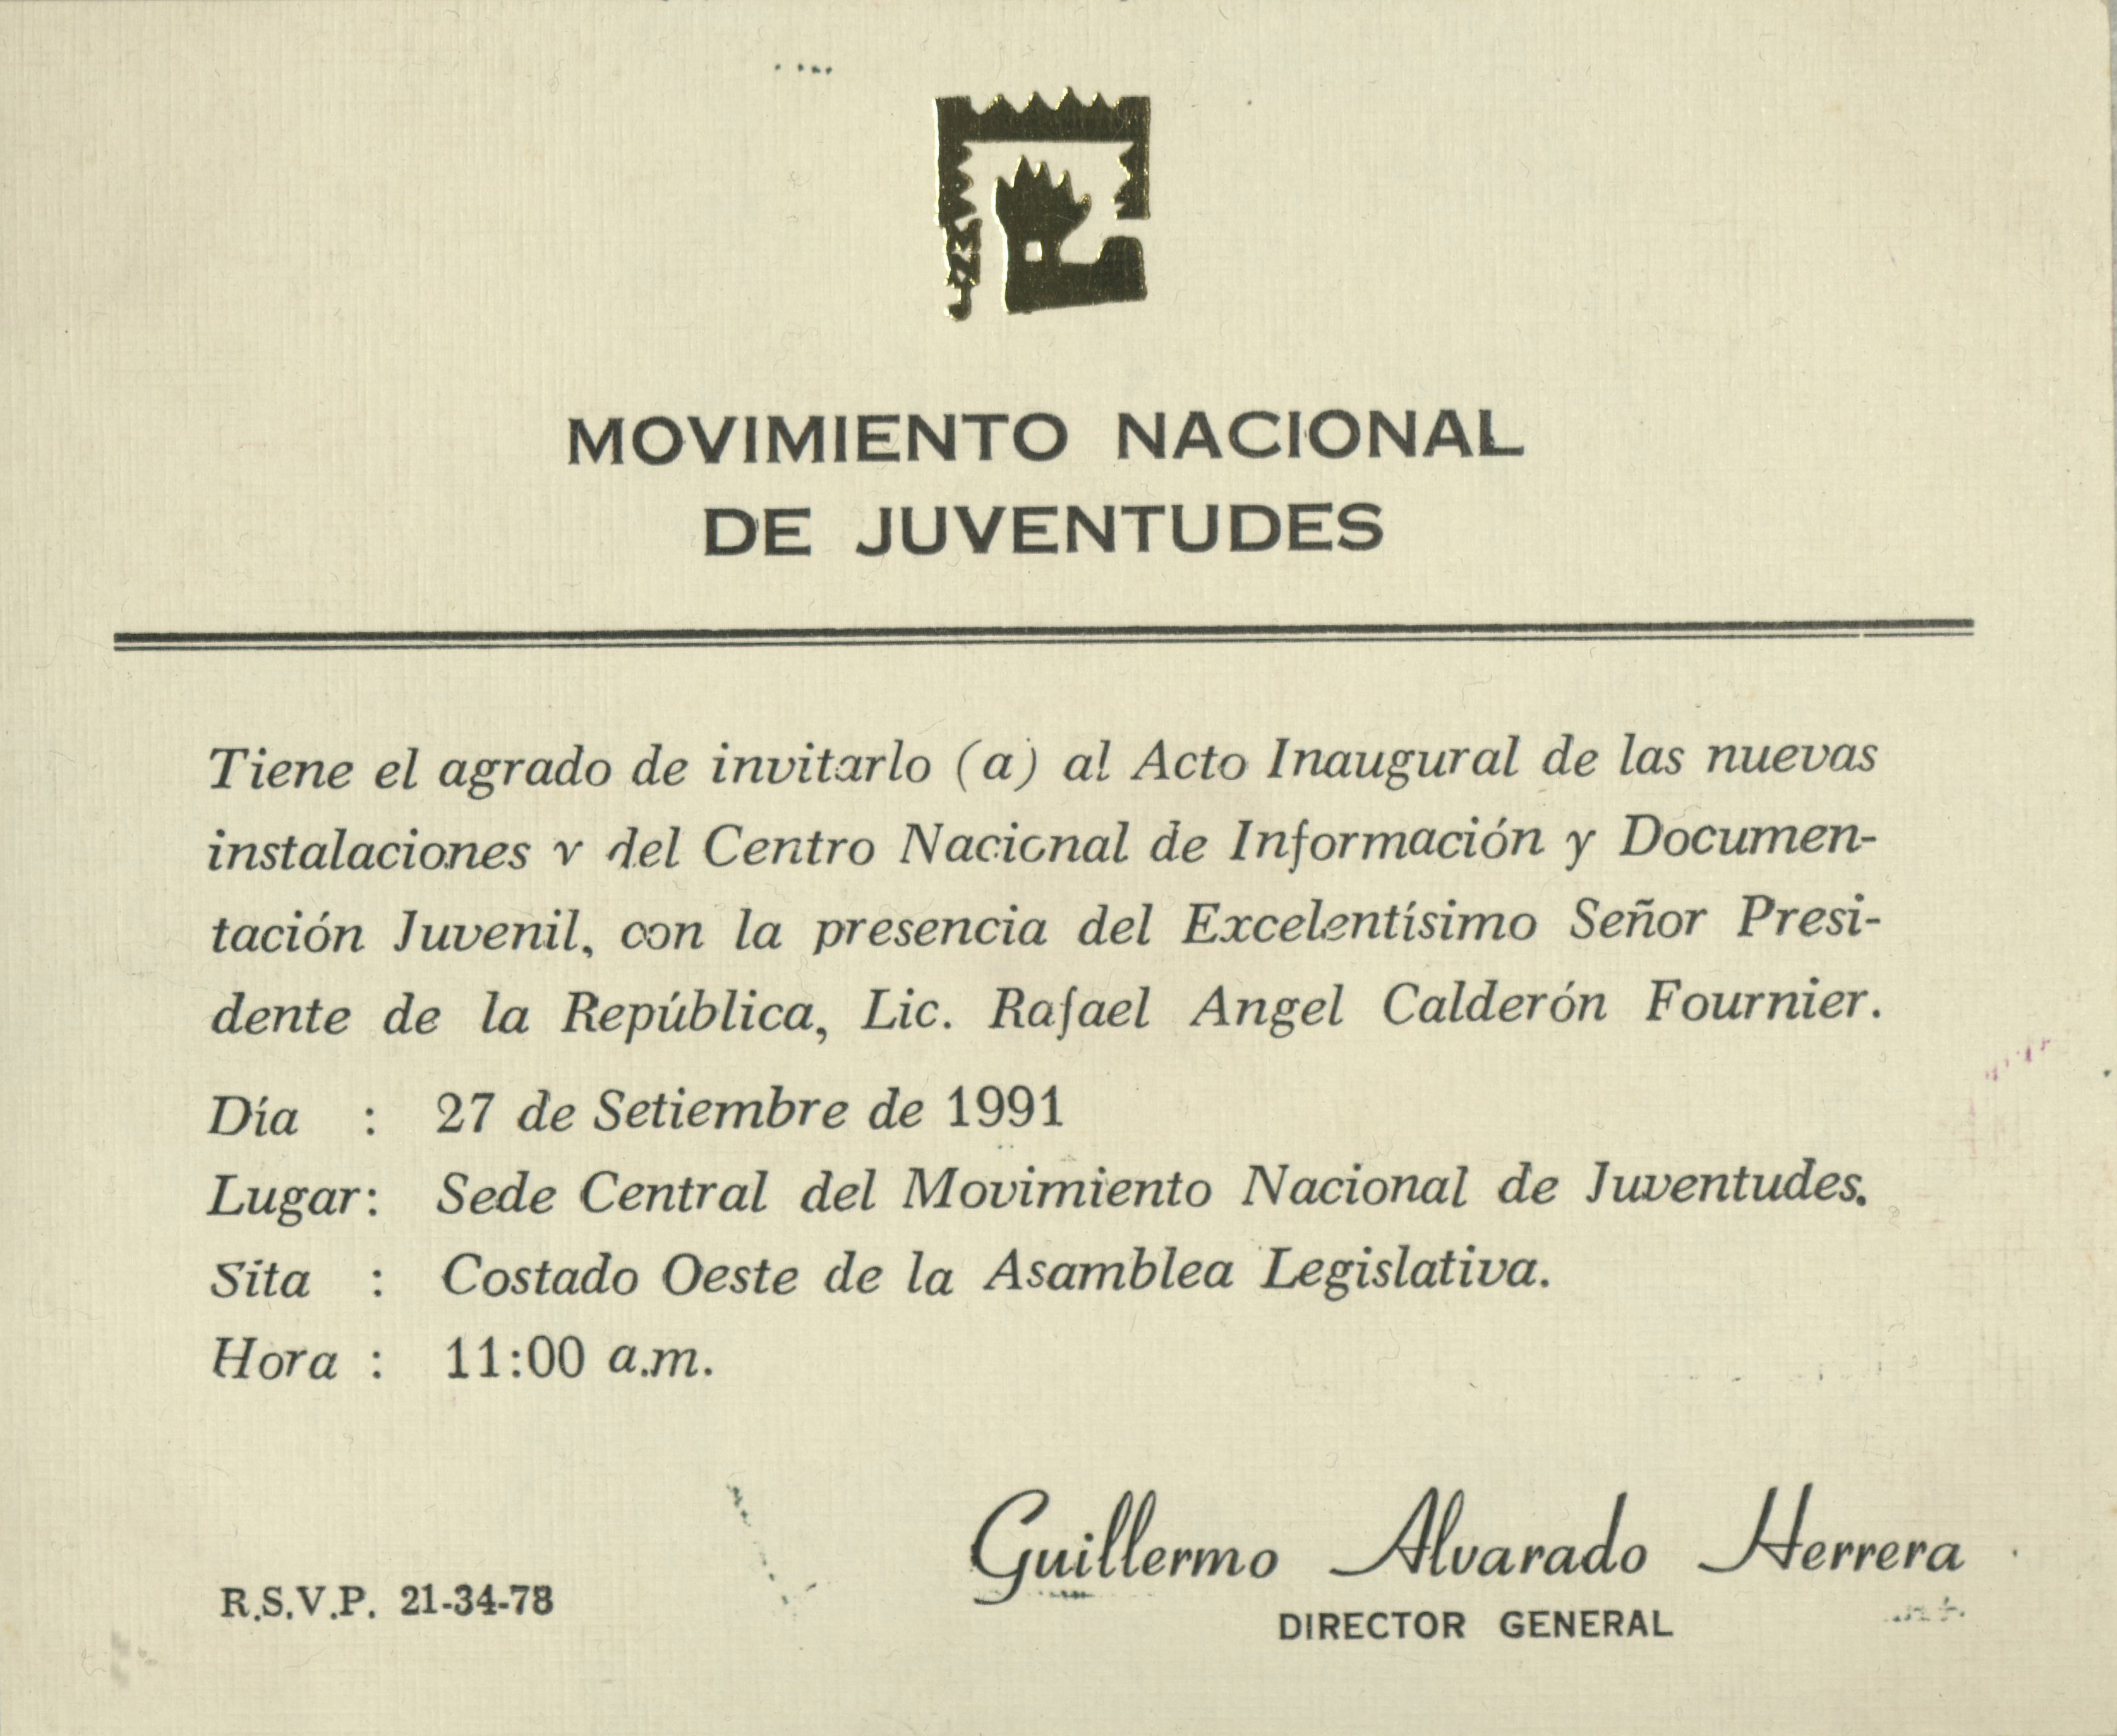 MOVIMIENTO NACIONAL
DE JUVENTUDES
Tiene el agrado de invitarlo (a) al Acto Inaugural de las nuevas
instalaciones y del Centro Nacional de Información y Documen-
tación Juvenil, con la presencia del Excelentísimo Señor Presi-
dente de la República, Lic. Rafael Angel Calderón Fournier.
Día : 27 de Setiembre de 1991
Lugar: Sede Central del Movimiento Nacional de Juventudes.
Sita : Costado Oeste de la Asamblea Legislativa.
Hora : 11:00 a.m.
Guillermo Alvarado Herrera
DIRECTOR GENERAL
R.S.V.P. 21-34-78